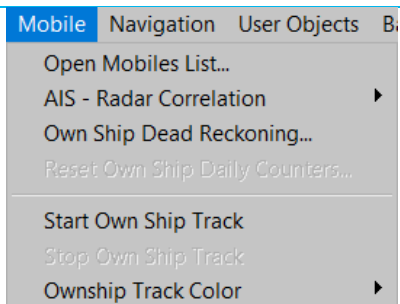 Mobile Navigation User Objects Ba
Open Mobiles List...
AIS - Radar Correlation
Own Ship Dead Reckoning...
Reset Own Ship Daily Counters...
Start Own Ship Track
Stop Own Ship Track
Ownship Track Color